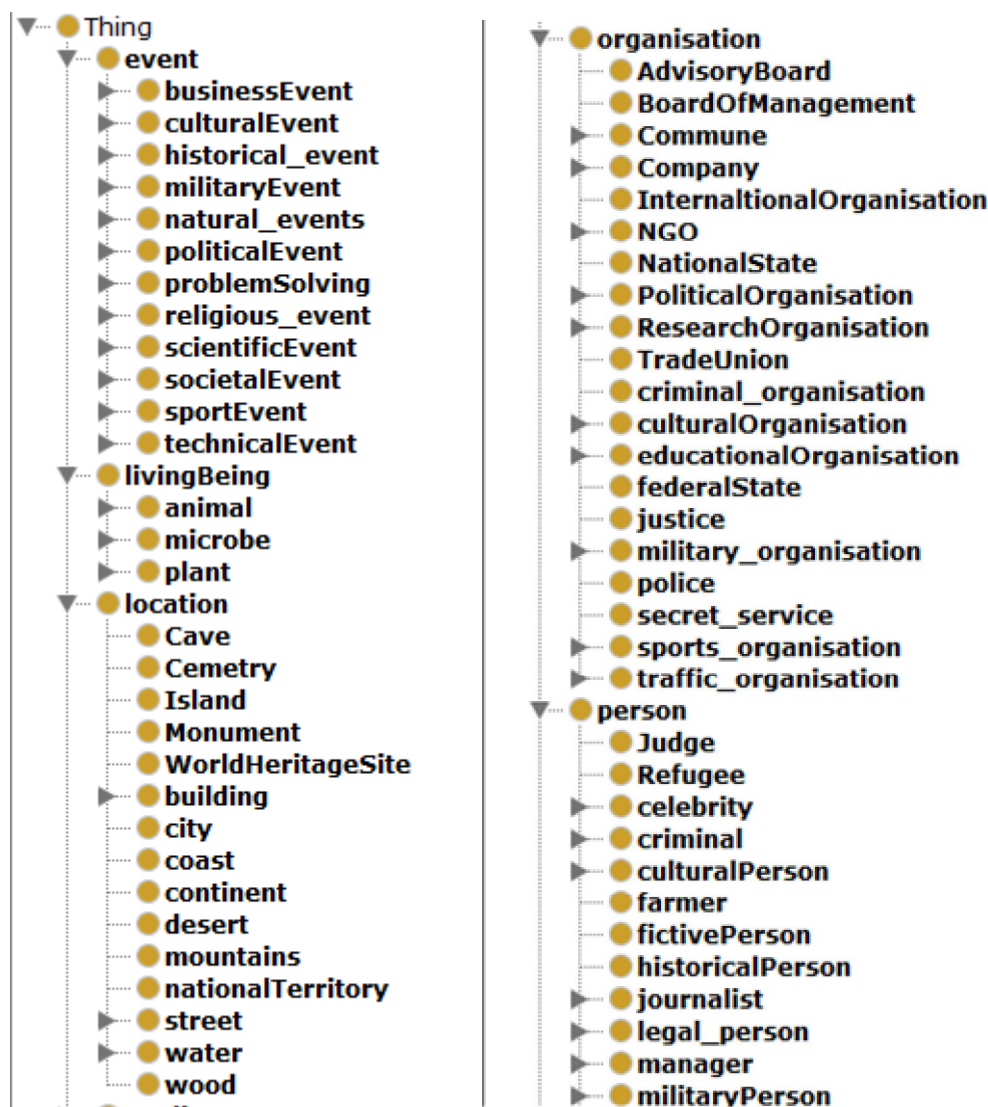 Thing
event
businessEvent
culturalEvent
historical_event
militaryEvent
natural_events
politicalEvent
problemSolving
religious_event
scientificEvent
societalEvent
sportEvent
technicalEvent
livingBeing
animal
microbe
plant
location
Cave
Cemetry
Island
Monument
WorldHeritageSite
building
city
coast
continent
desert
mountains
nationalTerritory
street
water
wood
organisation
AdvisoryBoard
BoardOfManagement
Commune
Company
InternaltionalOrganisation
NGO
NationalState
PoliticalOrganisation
ResearchOrganisation
TradeUnion
criminal_organisation
culturalOrganisation
educationalOrganisation
federalState
justice
military_organisation
police
secret_service
sports_organisation
traffic_organisation
person
Judge
Refugee
celebrity
criminal
culturalPerson
farmer
fictivePerson
historicalPerson
journalist
legal_person
manager
militaryPerson